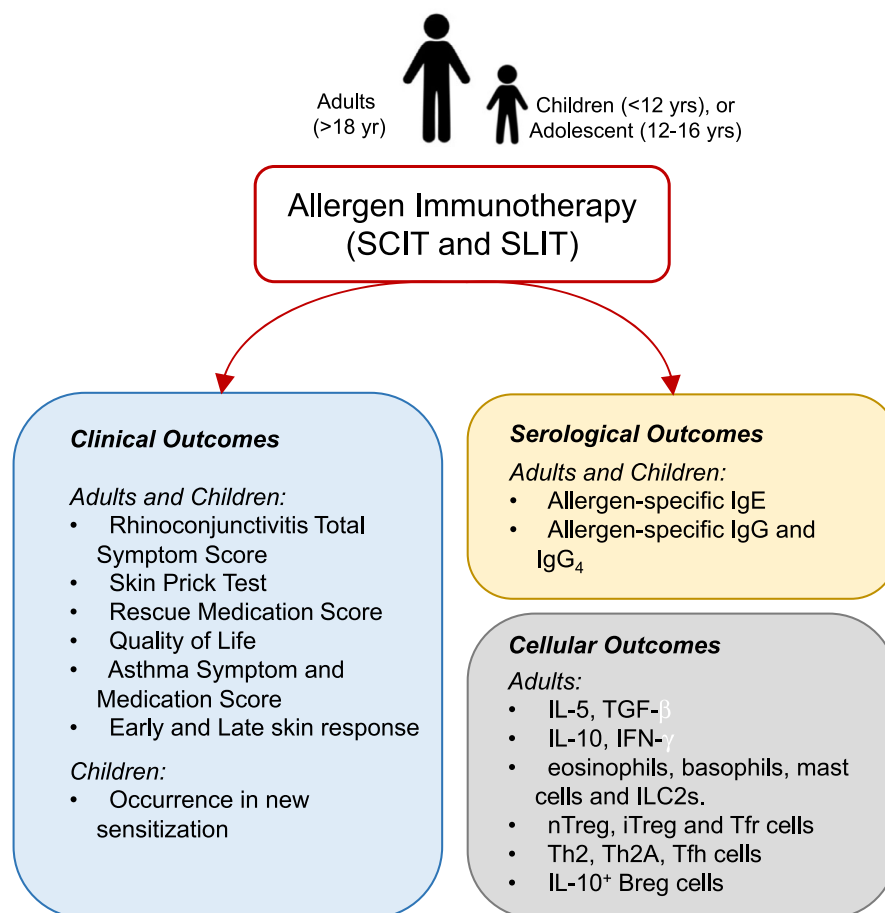 Adults
(>18 yr)
Children (<12 yrs), or
Adolescent (12-16 yrs)
Allergen Immunotherapy
(SCIT and SLIT)
Clinical Outcomes
Adults and Children:
• Rhinoconjunctivitis Total
Symptom Score
• Skin Prick Test
• Rescue Medication Score
• Quality of Life
• Asthma Symptom and
Medication Score
• Early and Late skin response
Children:
• Occurrence in new
sensitization
Serological Outcomes
Adults and Children:
• Allergen-specific IgE
• Allergen-specific IgG and
IgG₄
Cellular Outcomes
Adults:
• IL-5, TGF-β
• IL-10, IFN-γ
• eosinophils, basophils, mast
cells and ILC2s.
• nTreg, iTreg and Tfr cells
• Th2, Th2A, Tfh cells
• IL-10⁺ Breg cells